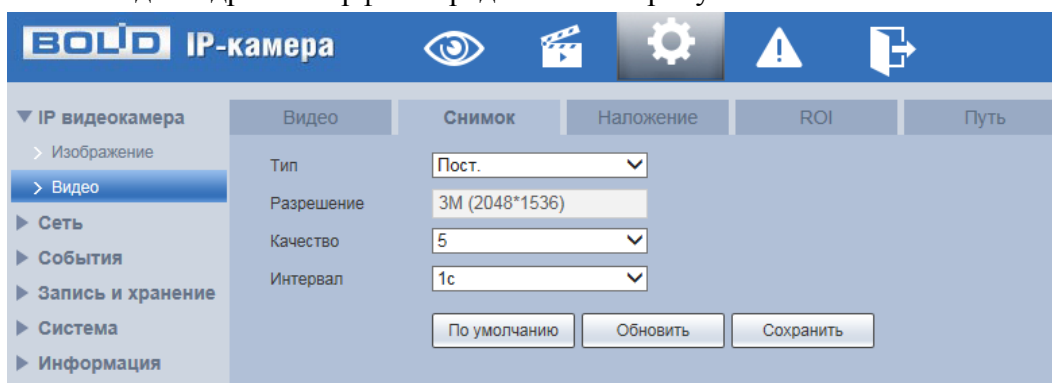 BOLID IP-камера
IP видеокамера
Изображение
Видео
Сеть
События
Запись и хранение
Система
Информация
Видео Снимок Наложение ROI Путь
Тип Пост.
Разрешение 3М (2048*1536)
Качество 5
Интервал 1с
По умолчанию Обновить Сохранить